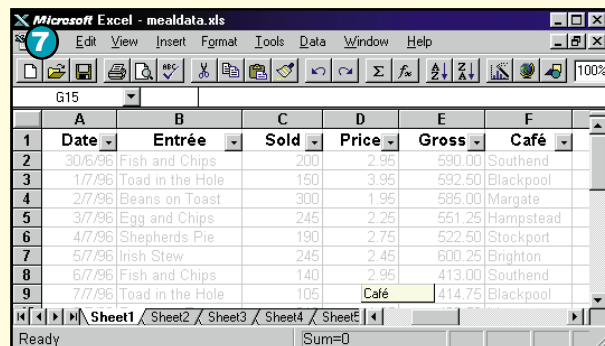 Microsoft Excel - mealdata.xls
7 Edit View Insert Format Tools Data Window Help
100%
G15
A B C D E F
1 Date Entrée Sold Price Gross Café
2 30/6/96 Fish and Chips 200 2.95 590.00 Southend
3 1/7/96 Toad in the Hole 150 3.95 592.50 Blackpool
4 2/7/96 Beans on Toast 300 1.95 585.00 Margate
5 3/7/96 Egg and Chips 245 2.25 551.25 Hampstead
6 4/7/96 Shepherds Pie 190 2.75 522.50 Stockport
7 5/7/96 Irish Stew 245 2.45 600.25 Brighton
8 6/7/96 Fish and Chips 140 2.95 413.00 Southend
9 7/7/96 Toad in the Hole 105 Café 414.75 Blackpool
Sheet1 Sheet2 Sheet3 Sheet4 Sheet5
Ready Sum=0